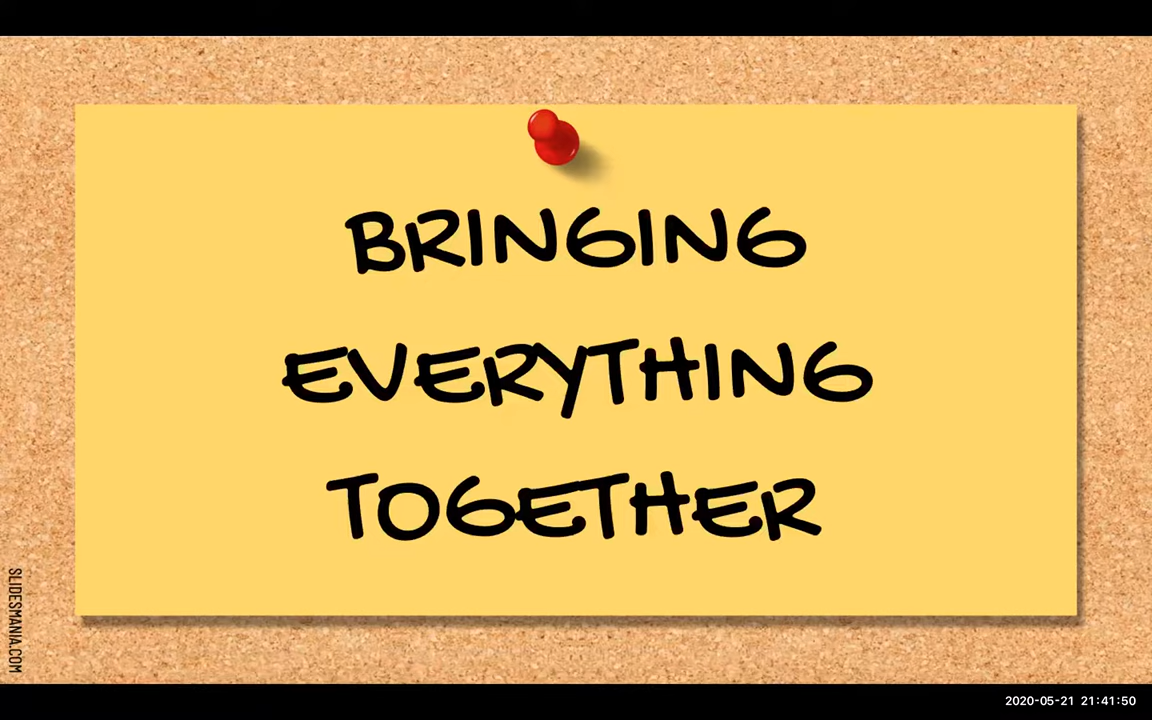 BRINGING
EVERYTHING
TOGETHER
SLIDESMANIA.COM
2020-05-21 21:41:50